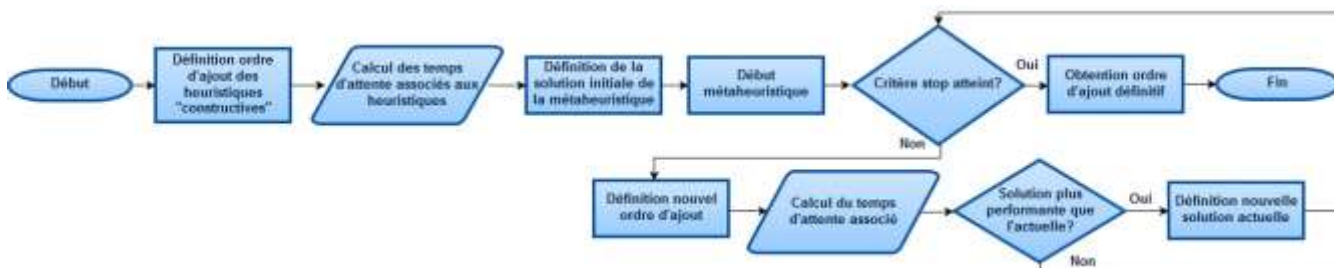 Début
Définition ordre
d'ajout des
heuristiques
"constructives"
Calcul des temps
d'attente associés aux
heuristiques
Définition de la
solution initiale de
la métaheuristique
Début
métaheuristique
Critère stop atteint?
Oui
Obtention ordre
d'ajout définitif
Fin
Non
Définition nouvel
ordre d'ajout
Calcul du temps
d'attente associé
Solution plus
performante que
l'actuelle?
Oui
Définition nouvelle
solution actuelle
Non